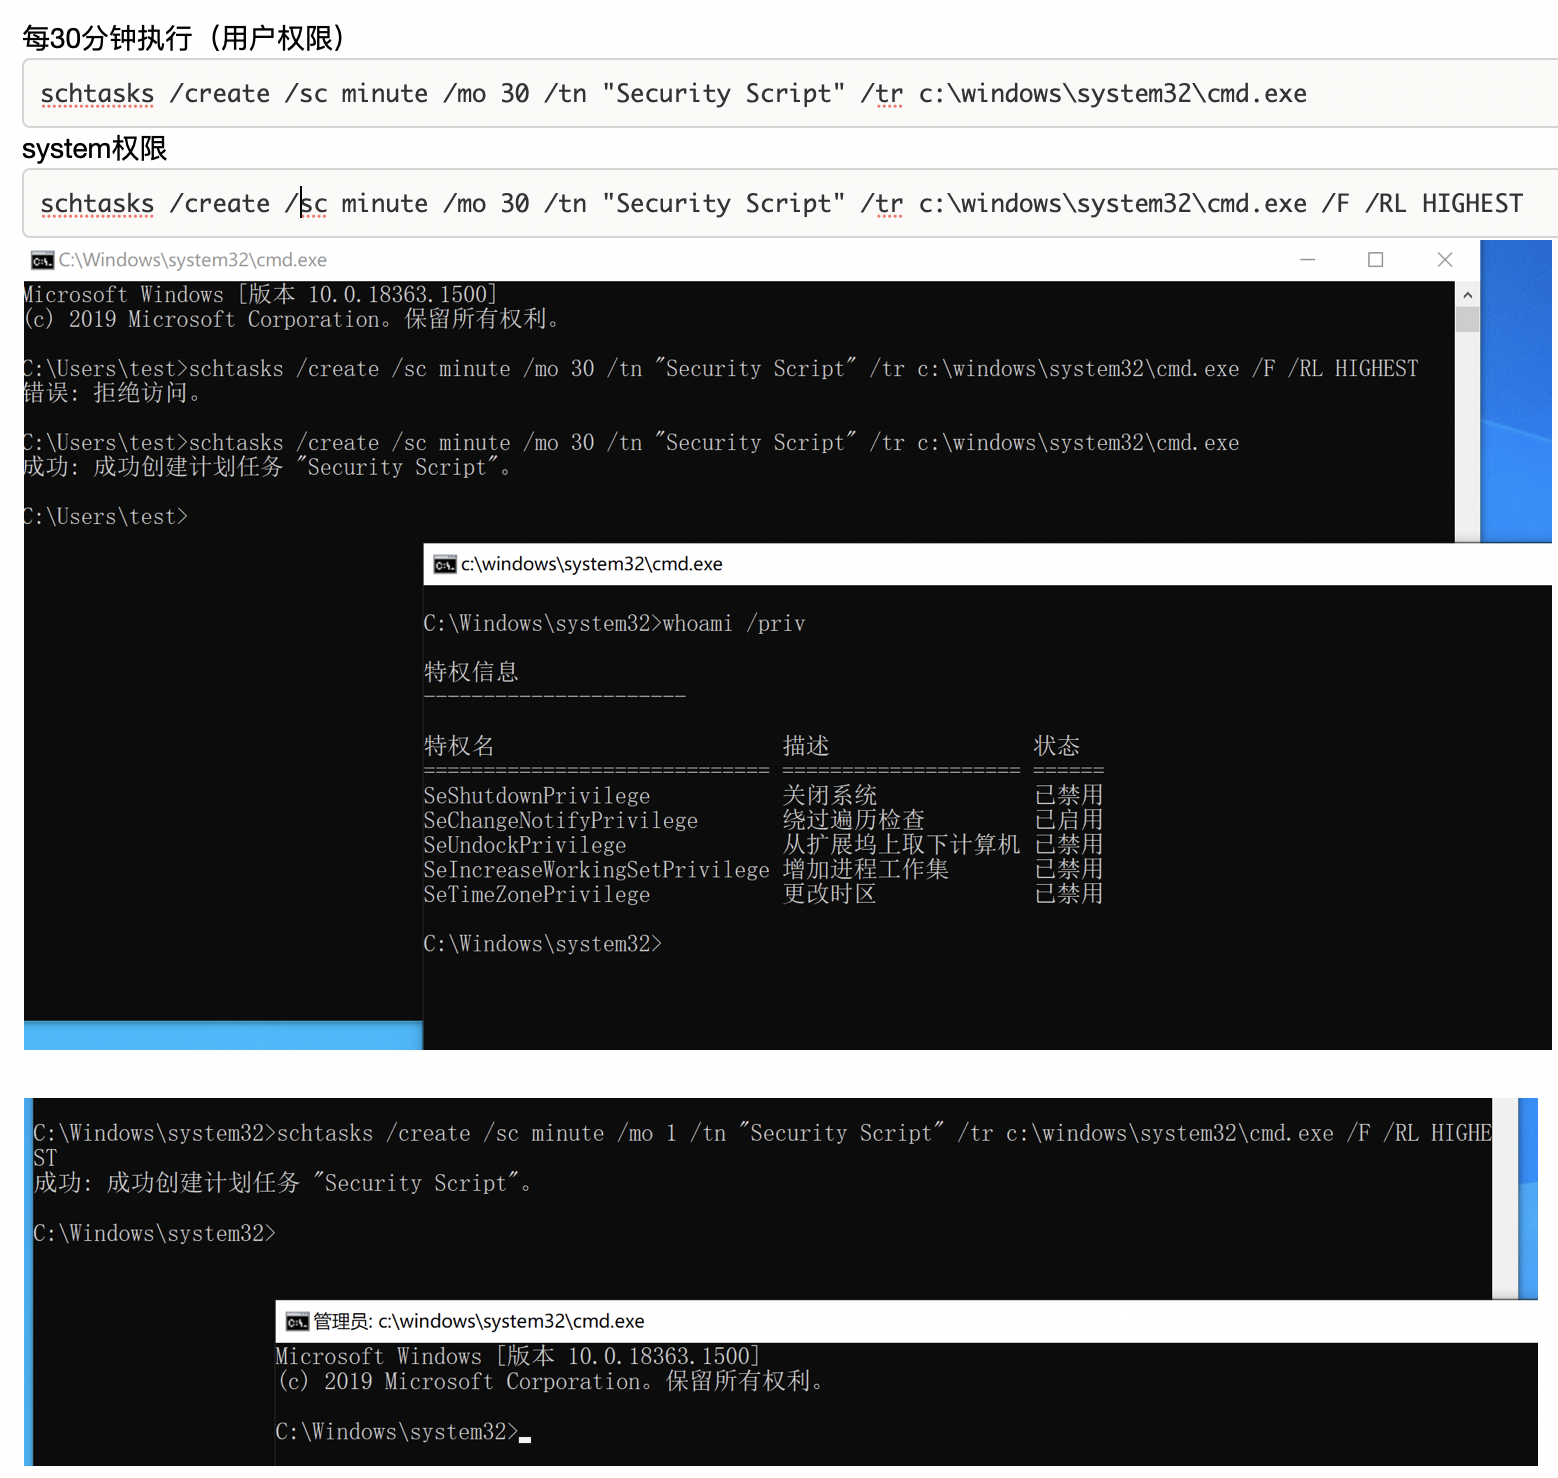 每30分钟执行（用户权限）
schtasks /create /sc minute /mo 30 /tn "Security Script" /tr c:\windows\system32\cmd.exe
system权限
schtasks /create /sc minute /mo 30 /tn "Security Script" /tr c:\windows\system32\cmd.exe /F /RL HIGHEST
C:\Windows\system32\cmd.exe
Microsoft Windows [版本 10.0.18363.1500]
(c) 2019 Microsoft Corporation。保留所有权利。
C:\Users\test>schtasks /create /sc minute /mo 30 /tn "Security Script" /tr c:\windows\system32\cmd.exe /F /RL HIGHEST
错误: 拒绝访问。
C:\Users\test>schtasks /create /sc minute /mo 30 /tn "Security Script" /tr c:\windows\system32\cmd.exe
成功: 成功创建计划任务 "Security Script"。
C:\Users\test>
c:\windows\system32\cmd.exe
C:\Windows\system32>whoami /priv
特权信息
----------------------
特权名 描述 状态
============================= ==================== ======
SeShutdownPrivilege 关闭系统 已禁用
SeChangeNotifyPrivilege 绕过遍历检查 已启用
SeUndockPrivilege 从扩展坞上取下计算机 已禁用
SeIncreaseWorkingSetPrivilege 增加进程工作集 已禁用
SeTimeZonePrivilege 更改时区 已禁用
C:\Windows\system32>
C:\Windows\system32>schtasks /create /sc minute /mo 1 /tn "Security Script" /tr c:\windows\system32\cmd.exe /F /RL HIGHE
ST
成功: 成功创建计划任务 "Security Script"。
C:\Windows\system32>
管理员: c:\windows\system32\cmd.exe
Microsoft Windows [版本 10.0.18363.1500]
(c) 2019 Microsoft Corporation。保留所有权利。
C:\Windows\system32>